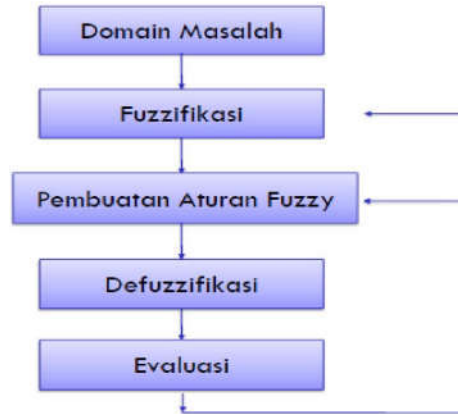 Domain Masalah
Fuzzifikasi
Pembuatan Aturan Fuzzy
Defuzzifikasi
Evaluasi